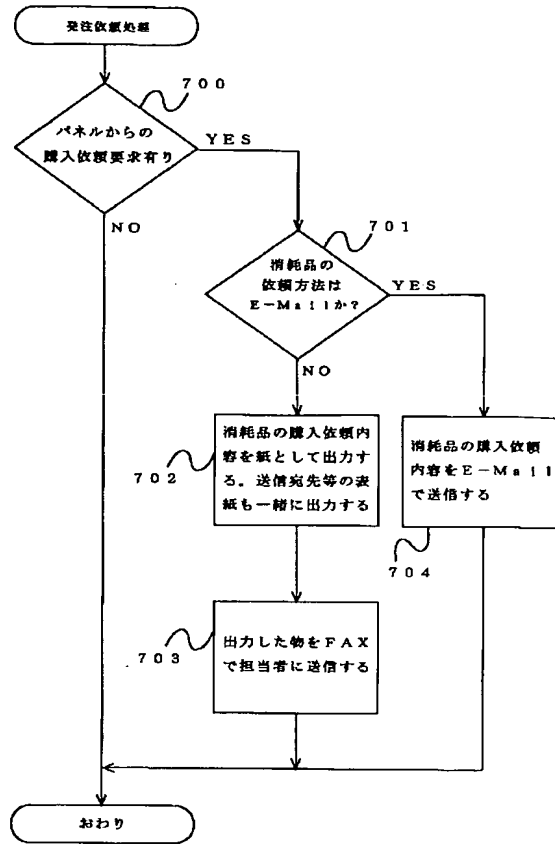 発注依頼処理
700
パネルからの
購入依頼要求有り
YES
NO
701
消耗品の
依頼方法は
E-Mailか?
YES
NO
702
消耗品の購入依頼内
容を紙として出力す
る。送信宛先等の表
紙も一緒に出力する
消耗品の購入依頼
内容をE-Mail
で送信する
704
703
出力した物をFAX
で担当者に送信する
おわり